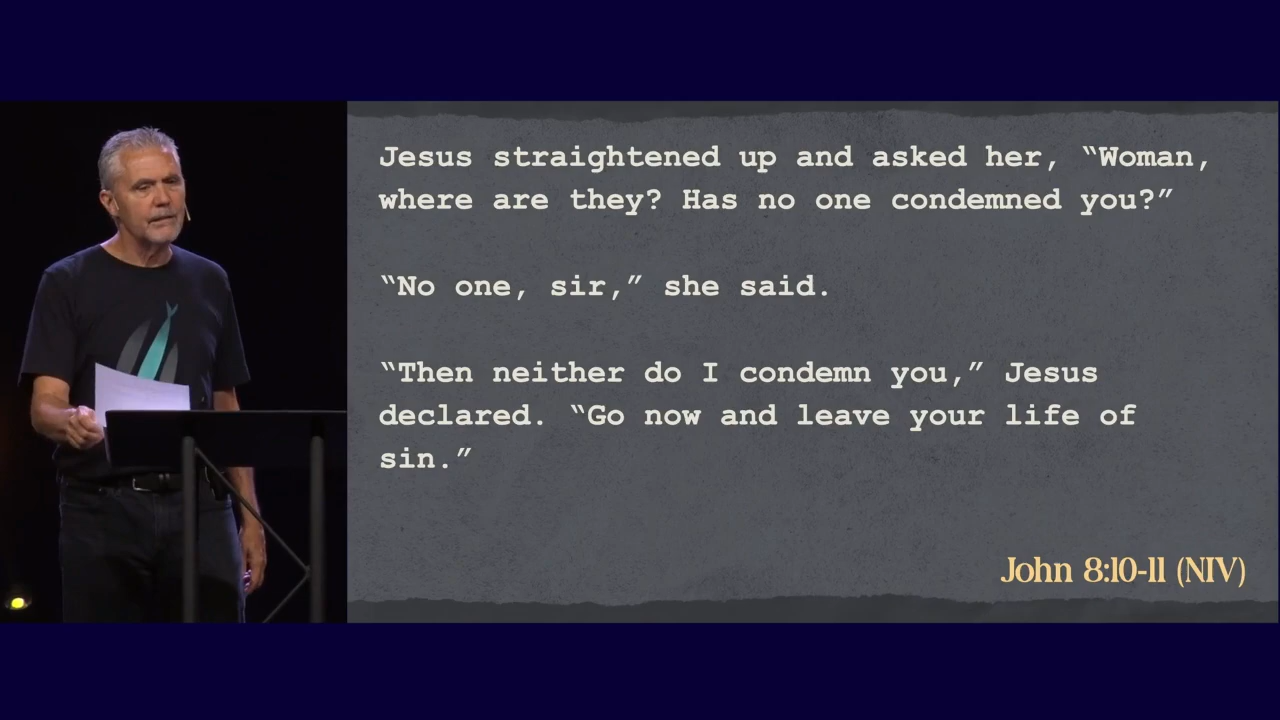 Jesus straightened up and asked her, “Woman,
where are they? Has no one condemned you?”
“No one, sir,” she said.
“Then neither do I condemn you,” Jesus
declared. “Go now and leave your life of
sin.”
John 8:10-11 (NIV)